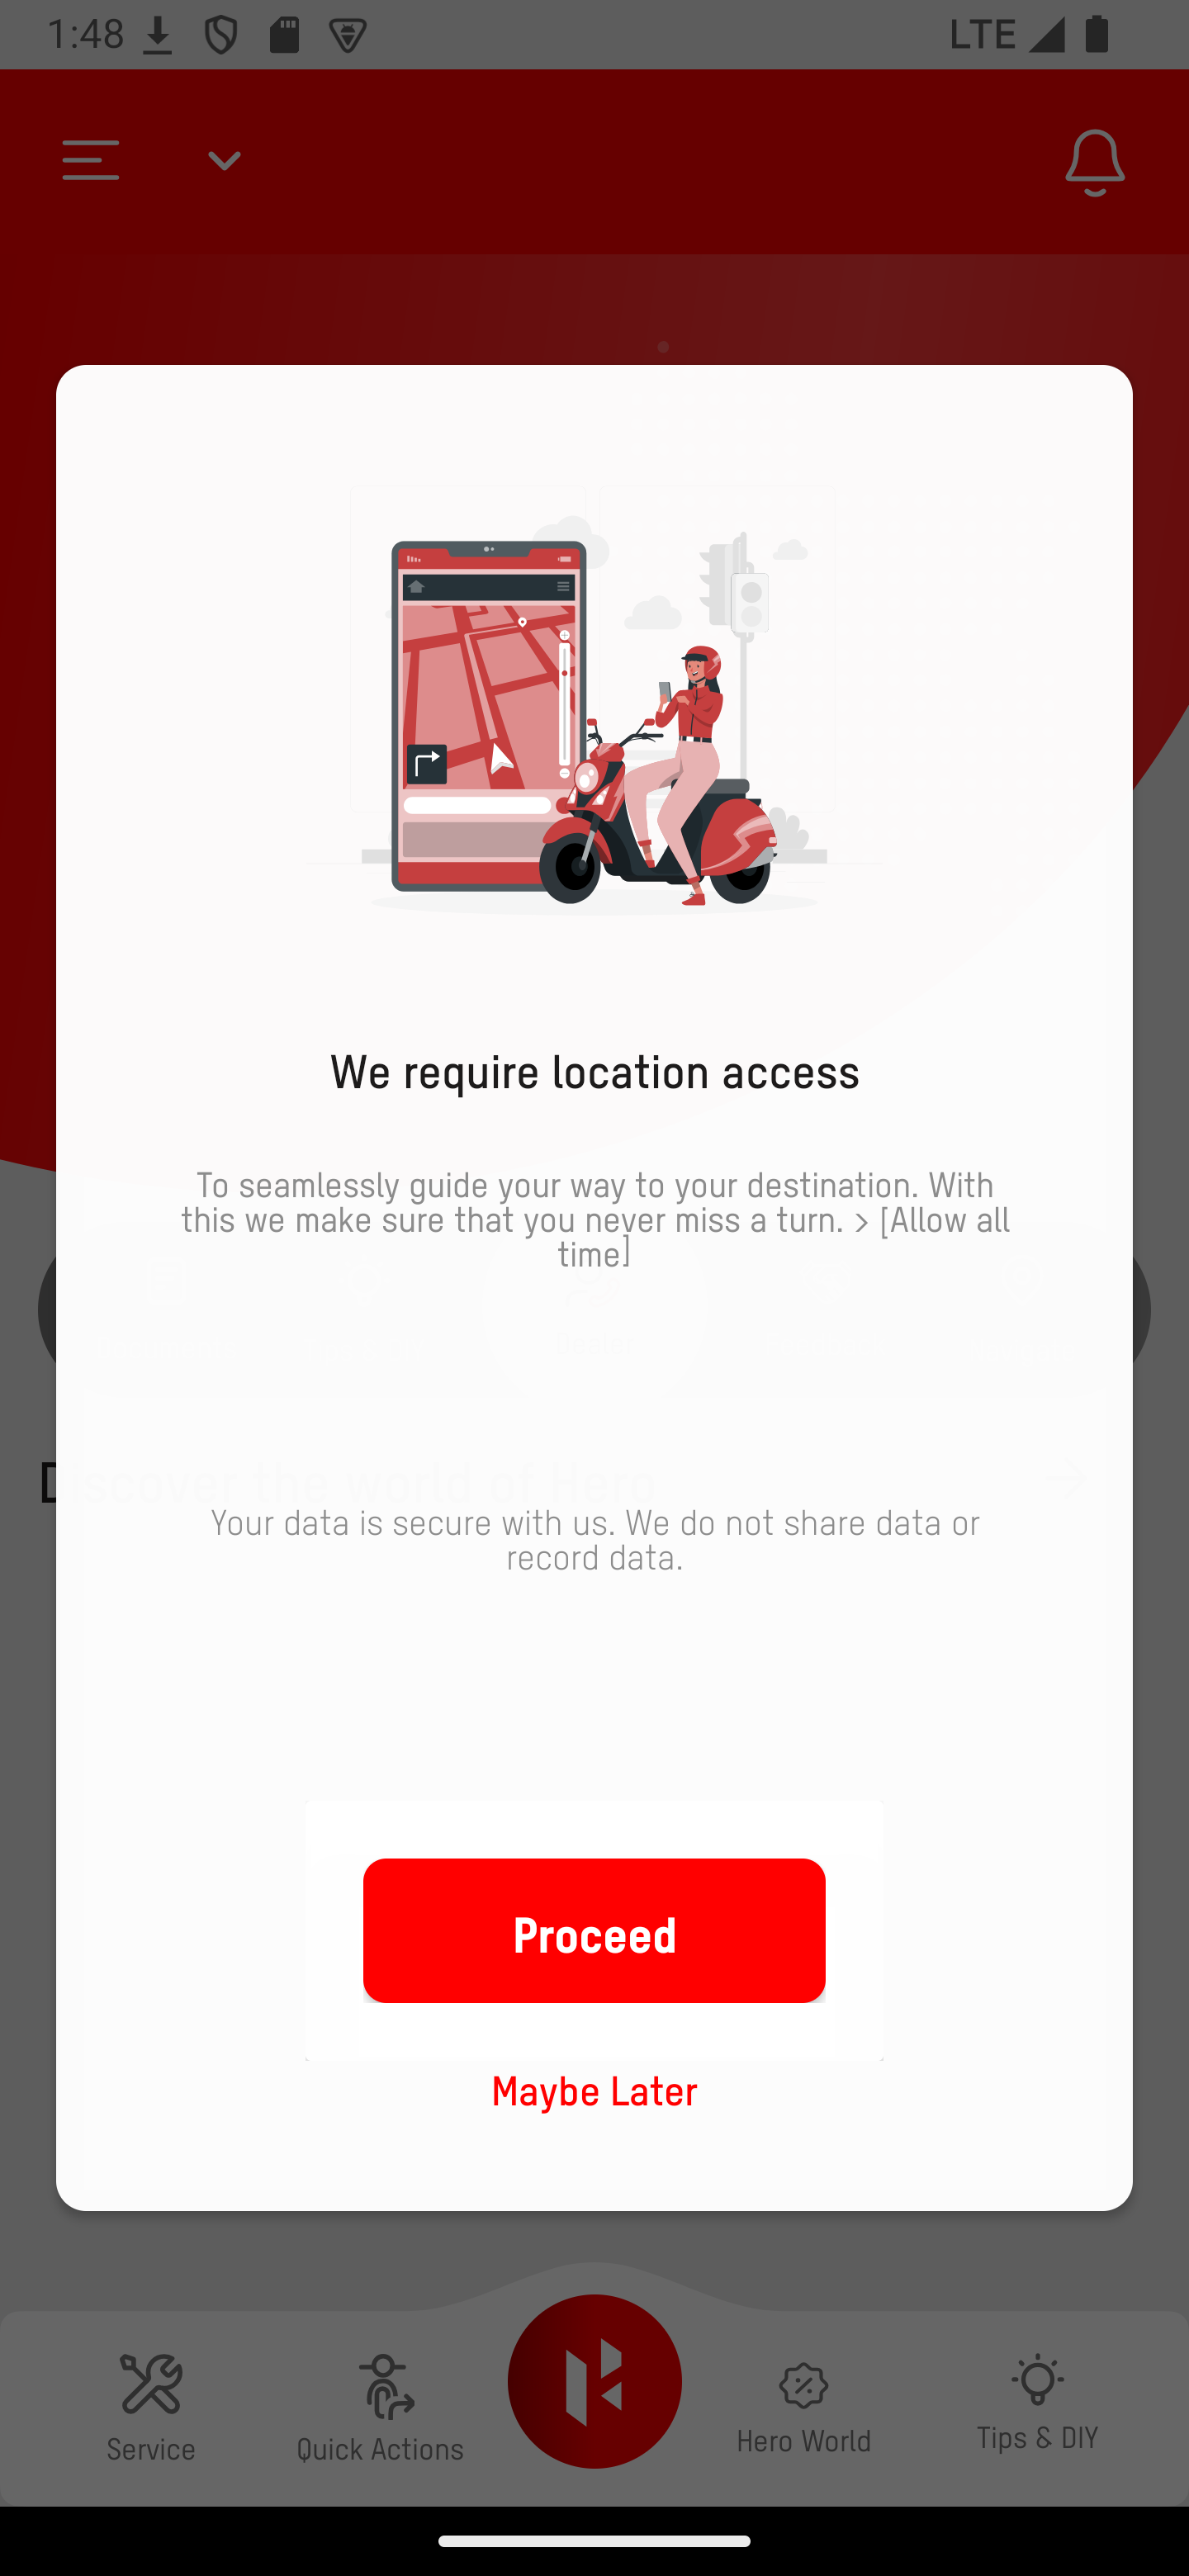 1:48
LTE
We require location access
To seamlessly guide your way to your destination. With
this we make sure that you never miss a turn. > [Allow all
time]
Discover the world of Hero
Your data is secure with us. We do not share data or
record data.
Proceed
Maybe Later
Service
Quick Actions
Hero World
Tips & DIY